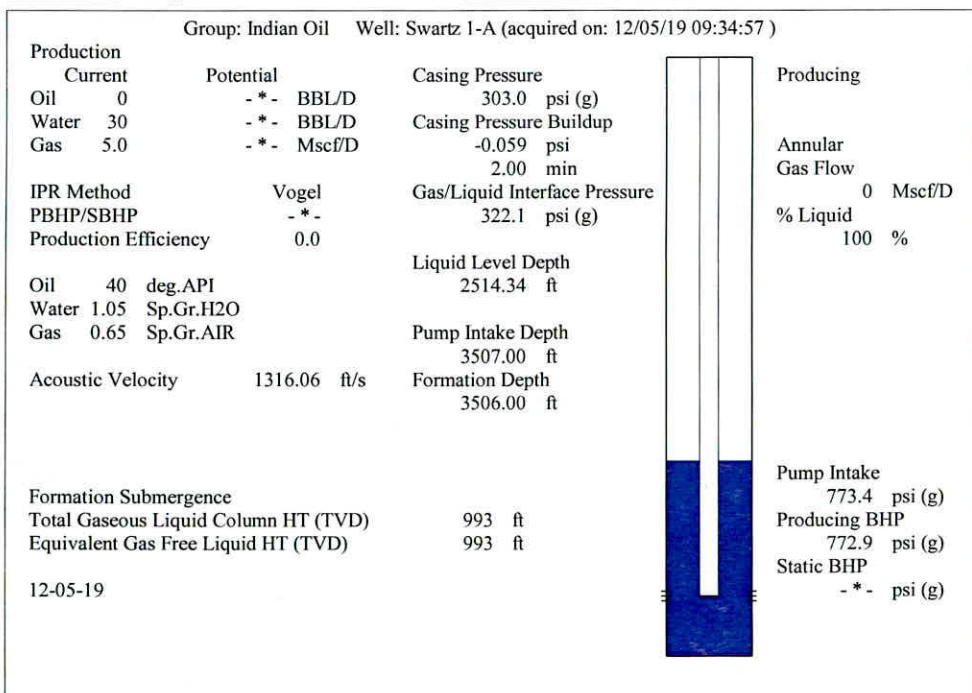 Group: Indian Oil Well: Swartz 1-A (acquired on: 12/05/19 09:34:57 )
Production
Current Potential
Oil 0 - * - BBL/D
Water 30 - * - BBL/D
Gas 5.0 - * - Mscf/D
IPR Method Vogel
PBHP/SBHP - * -
Production Efficiency 0.0
Oil 40 deg.API
Water 1.05 Sp.Gr.H2O
Gas 0.65 Sp.Gr.AIR
Acoustic Velocity 1316.06 ft/s
Casing Pressure
303.0 psi (g)
Casing Pressure Buildup
-0.059 psi
2.00 min
Gas/Liquid Interface Pressure
322.1 psi (g)
Liquid Level Depth
2514.34 ft
Pump Intake Depth
3507.00 ft
Formation Depth
3506.00 ft
Producing
Annular
Gas Flow
0 Mscf/D
% Liquid
100 %
Formation Submergence
Total Gaseous Liquid Column HT (TVD) 993 ft
Equivalent Gas Free Liquid HT (TVD) 993 ft
Pump Intake
773.4 psi (g)
Producing BHP
772.9 psi (g)
Static BHP
- * - psi (g)
12-05-19